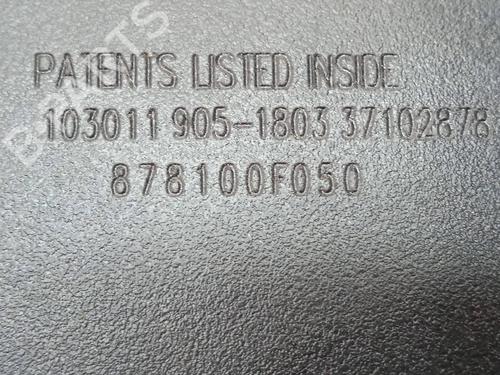 PATENTS LISTED INSIDE
103011 905-1803 37102878
878100F050